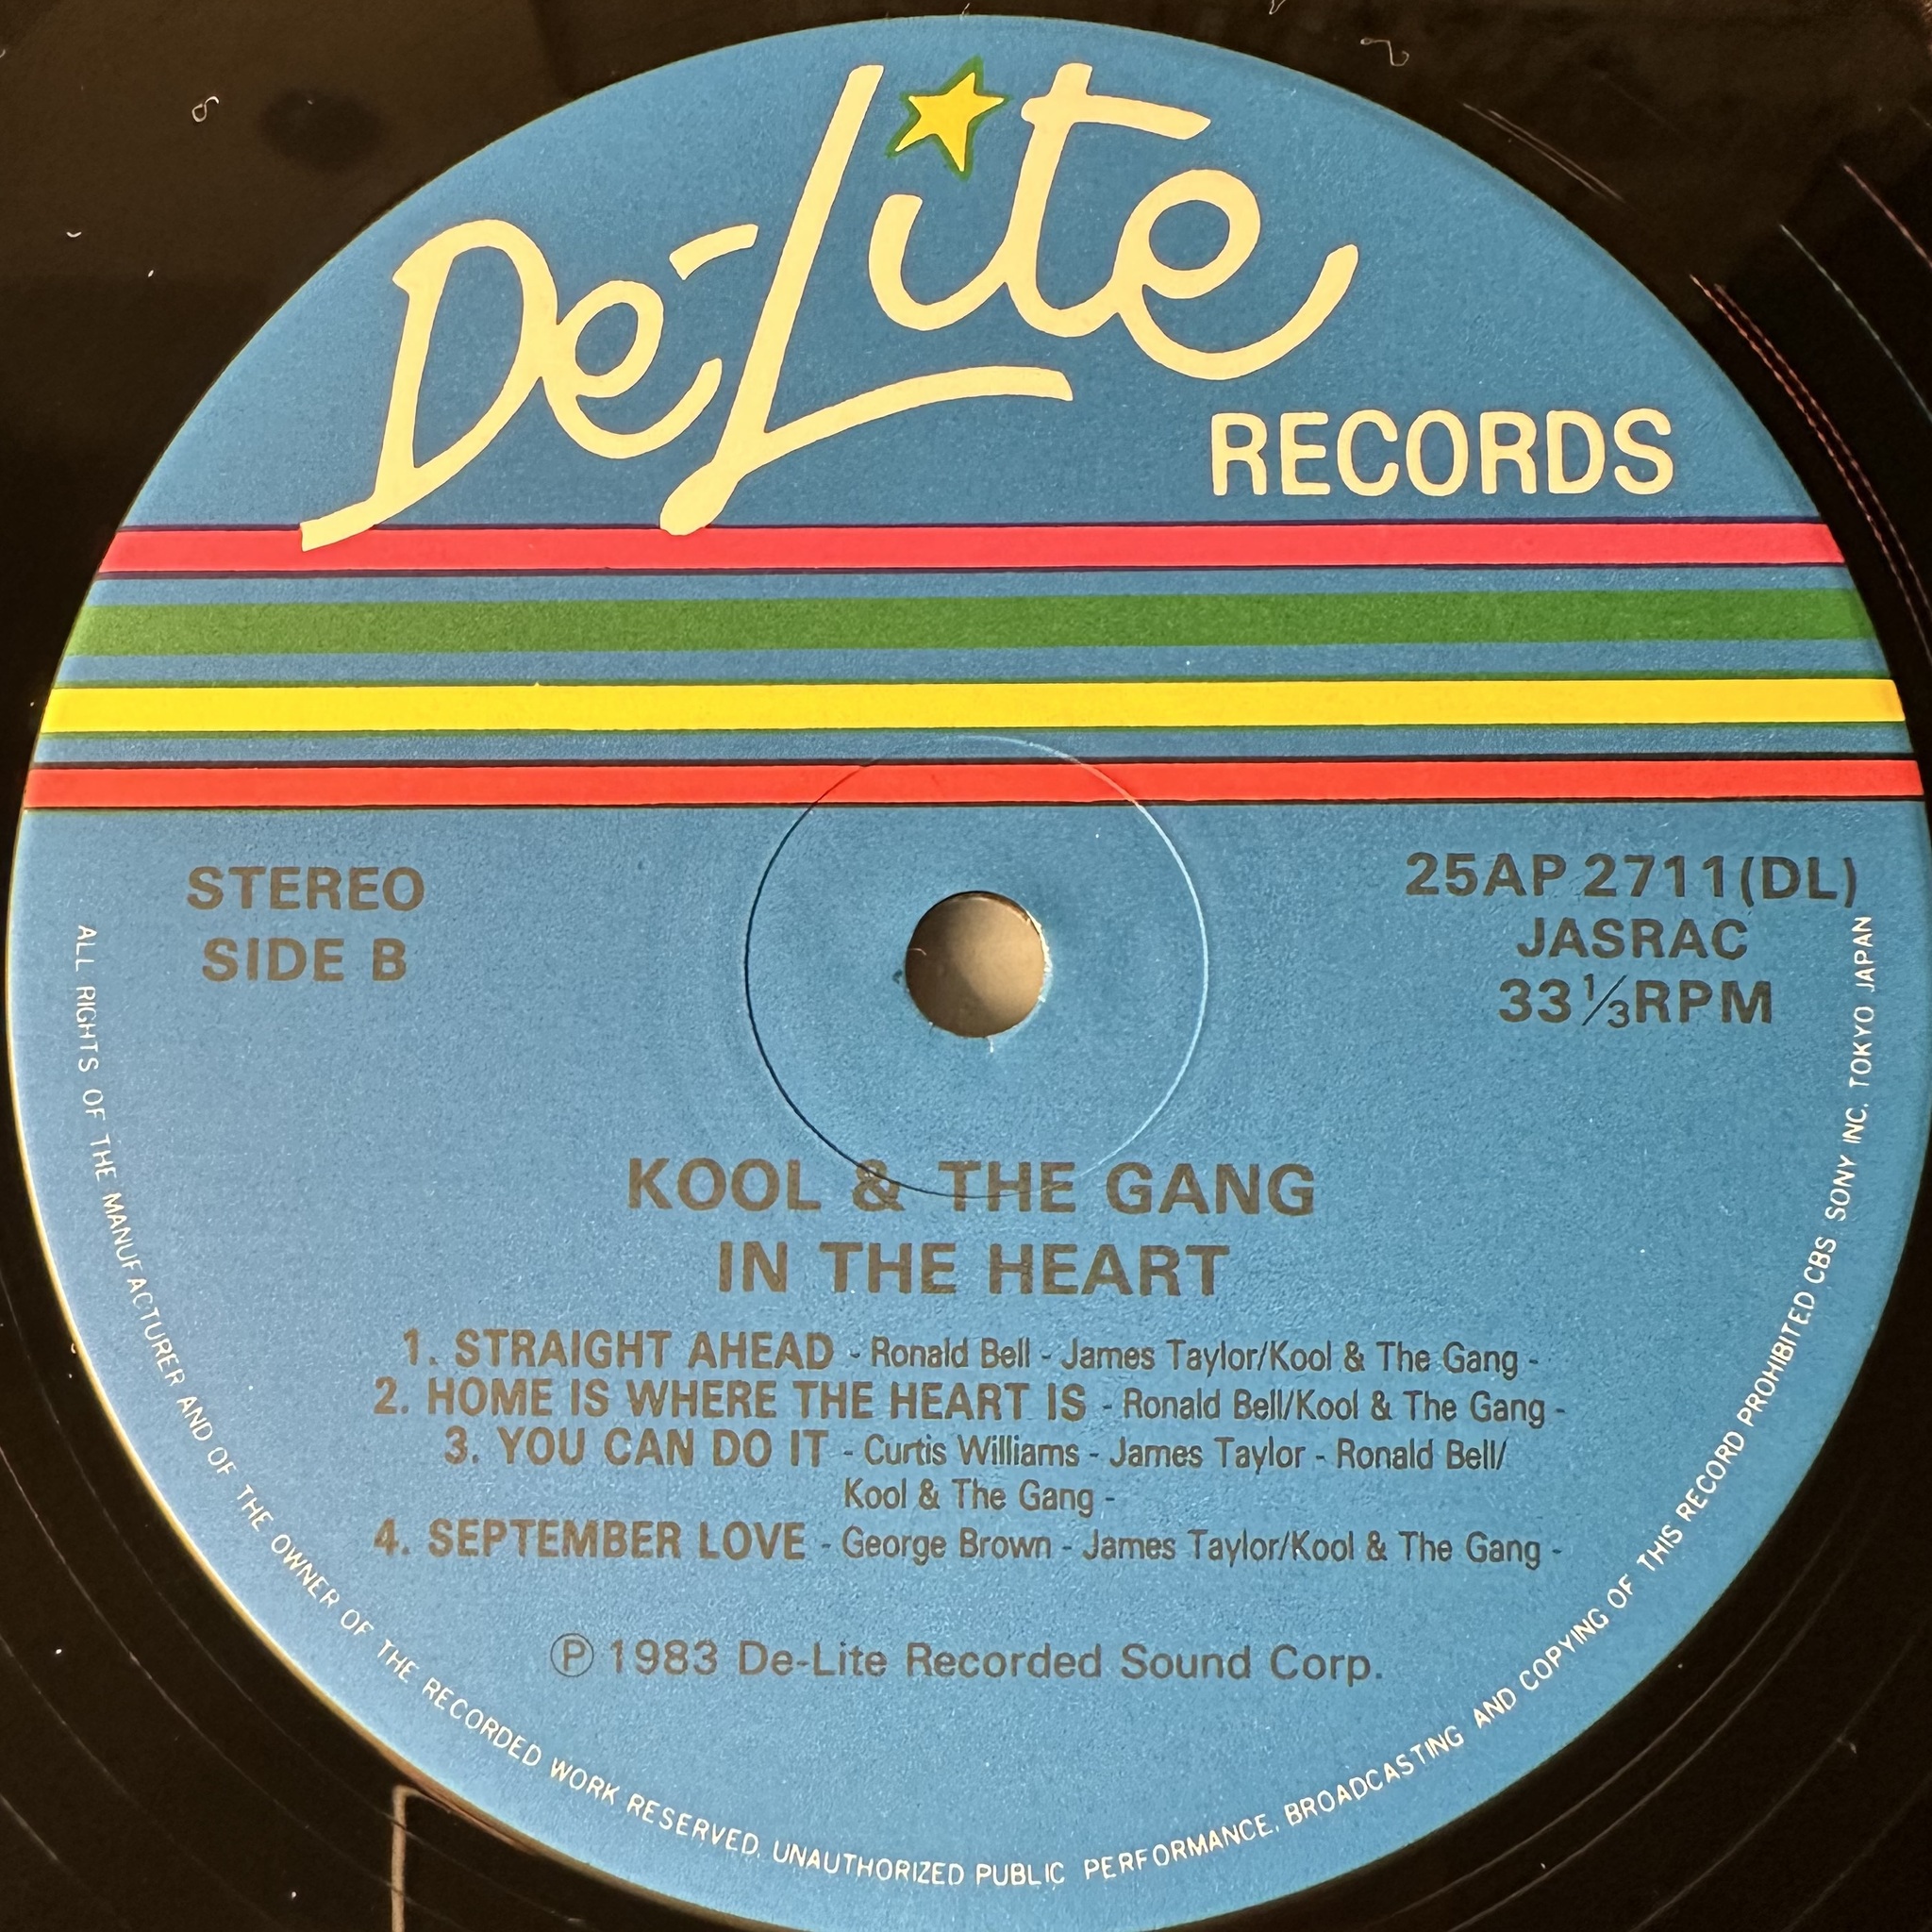 De-Lite
RECORDS
STEREO
SIDE B
25AP 2711(DL)
JASRAC
33 1/3 RPM
KOOL & THE GANG
IN THE HEART
1. STRAIGHT AHEAD - Ronald Bell - James Taylor/Kool & The Gang -
2. HOME IS WHERE THE HEART IS - Ronald Bell/Kool & The Gang -
3. YOU CAN DO IT - Curtis Williams - James Taylor - Ronald Bell/
Kool & The Gang -
4. SEPTEMBER LOVE - George Brown - James Taylor/Kool & The Gang -
Ⓟ 1983 De-Lite Recorded Sound Corp.
ALL RIGHTS OF THE MANUFACTURER AND OF THE OWNER OF THE RECORDED WORK RESERVED. UNAUTHORIZED PUBLIC PERFORMANCE. BROADCASTING AND COPYING OF THIS RECORD PROHIBITED CBS SONY INC. TOKYO JAPAN